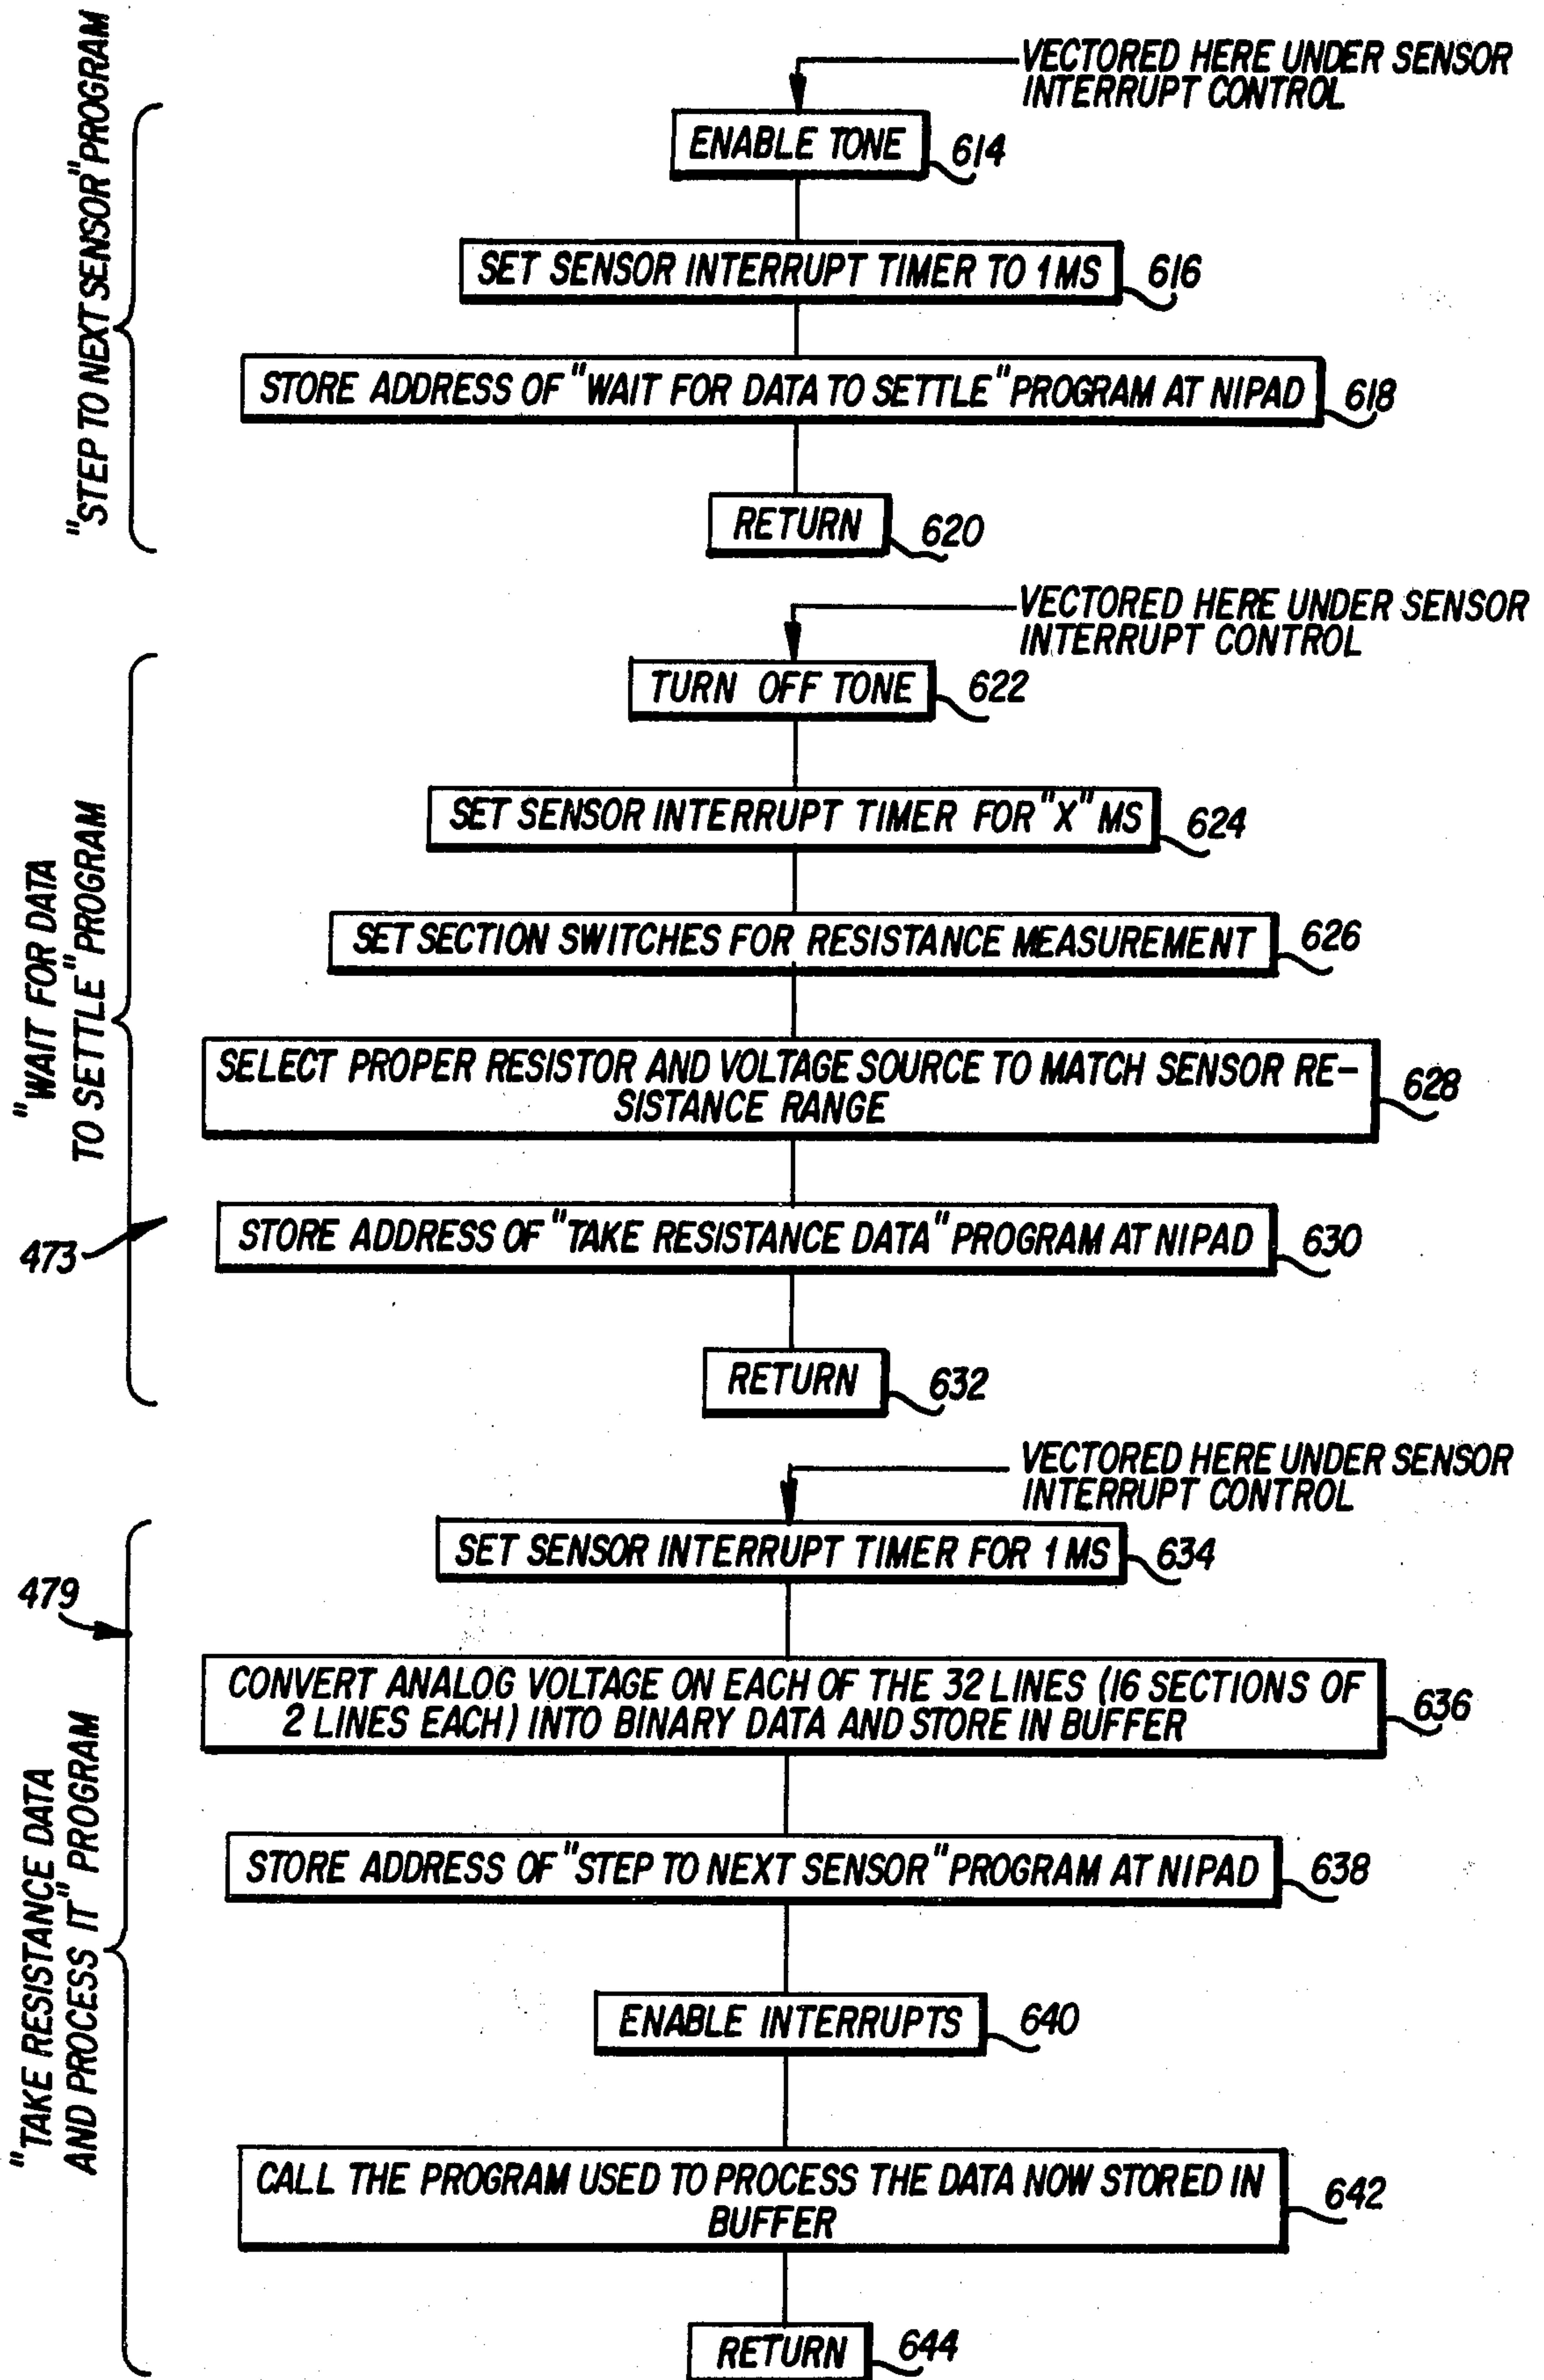 "STEP TO NEXT SENSOR" PROGRAM
VECTORED HERE UNDER SENSOR
INTERRUPT CONTROL
ENABLE TONE
614
SET SENSOR INTERRUPT TIMER TO 1MS
616
STORE ADDRESS OF "WAIT FOR DATA TO SETTLE" PROGRAM AT NIPAD
618
RETURN
620
"WAIT FOR DATA
TO SETTLE" PROGRAM
473
VECTORED HERE UNDER SENSOR
INTERRUPT CONTROL
TURN OFF TONE
622
SET SENSOR INTERRUPT TIMER FOR "X" MS
624
SET SECTION SWITCHES FOR RESISTANCE MEASUREMENT
626
SELECT PROPER RESISTOR AND VOLTAGE SOURCE TO MATCH SENSOR RE-
SISTANCE RANGE
628
STORE ADDRESS OF "TAKE RESISTANCE DATA" PROGRAM AT NIPAD
630
RETURN
632
"TAKE RESISTANCE DATA
AND PROCESS IT" PROGRAM
479
VECTORED HERE UNDER SENSOR
INTERRUPT CONTROL
SET SENSOR INTERRUPT TIMER FOR 1 MS
634
CONVERT ANALOG VOLTAGE ON EACH OF THE 32 LINES (16 SECTIONS OF
2 LINES EACH) INTO BINARY DATA AND STORE IN BUFFER
636
STORE ADDRESS OF "STEP TO NEXT SENSOR" PROGRAM AT NIPAD
638
ENABLE INTERRUPTS
640
CALL THE PROGRAM USED TO PROCESS THE DATA NOW STORED IN
BUFFER
642
RETURN
644